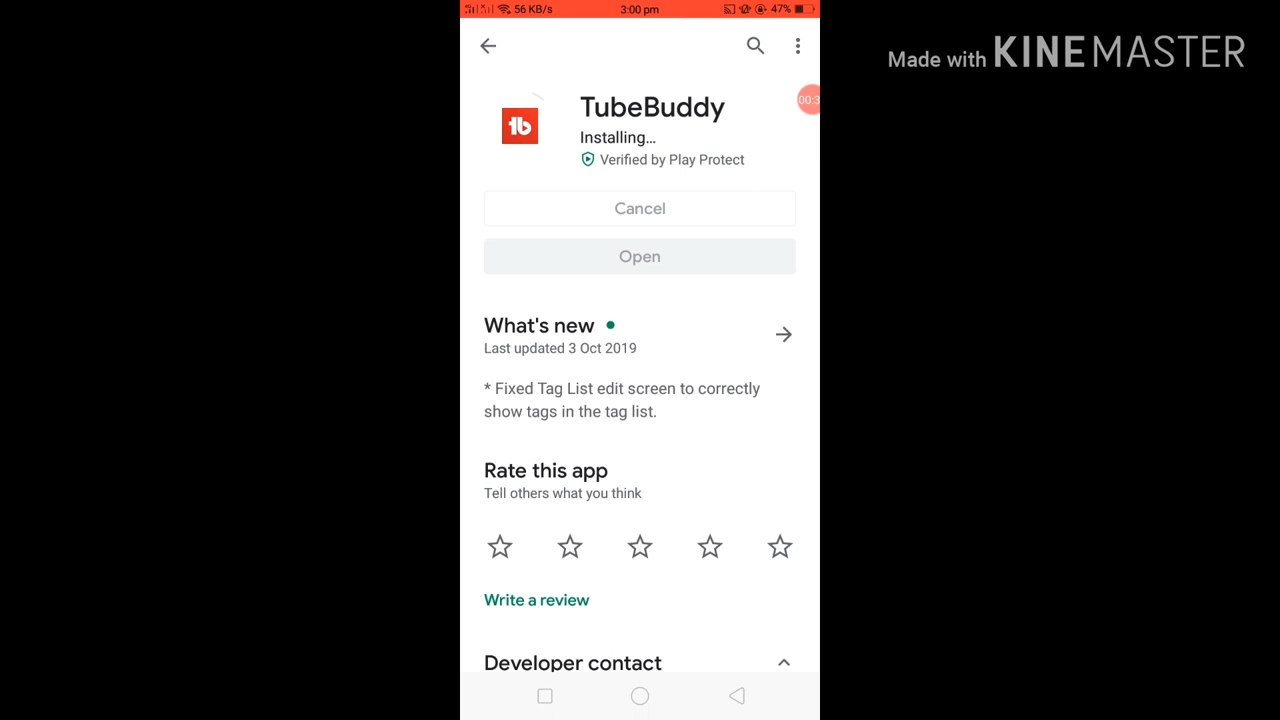 56 KB/s 3:00 pm 47%
Made with KINEMASTER
00:3
TubeBuddy
Installing…
Verified by Play Protect
Cancel
Open
What's new
Last updated 3 Oct 2019
* Fixed Tag List edit screen to correctly
show tags in the tag list.
Rate this app
Tell others what you think
Write a review
Developer contact